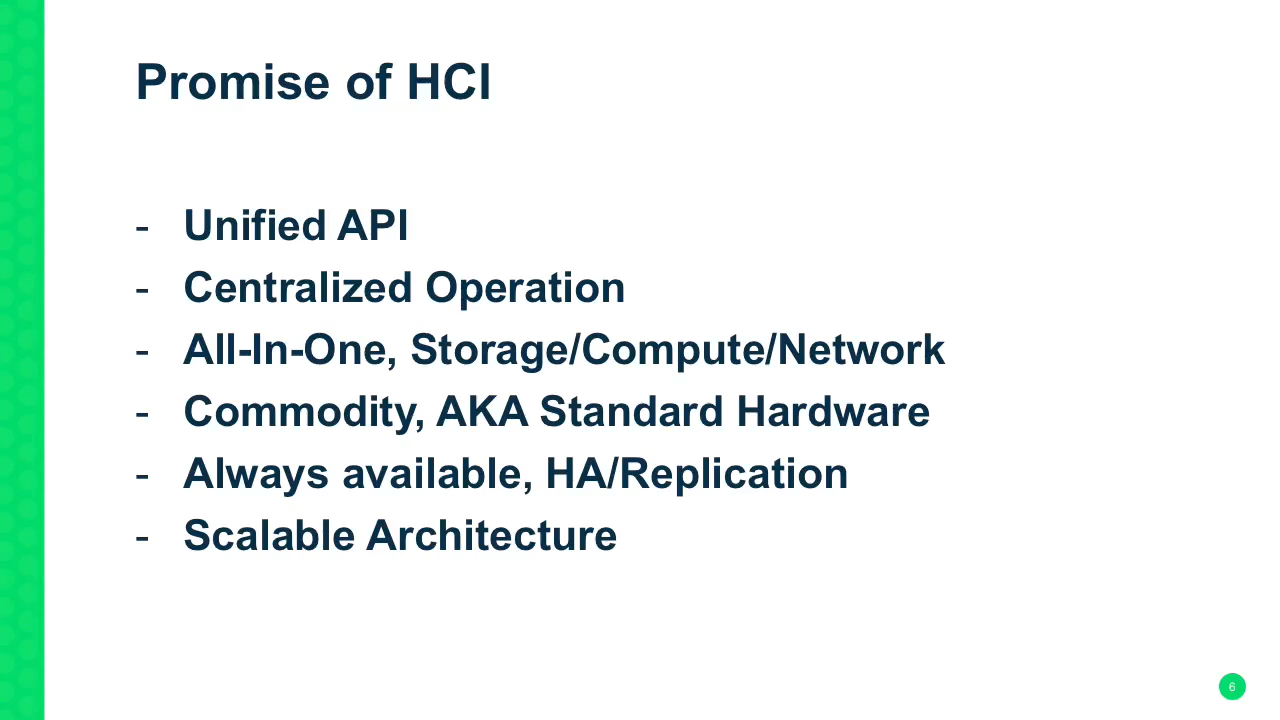 Promise of HCI
- Unified API
- Centralized Operation
- All-In-One, Storage/Compute/Network
- Commodity, AKA Standard Hardware
- Always available, HA/Replication
- Scalable Architecture
6